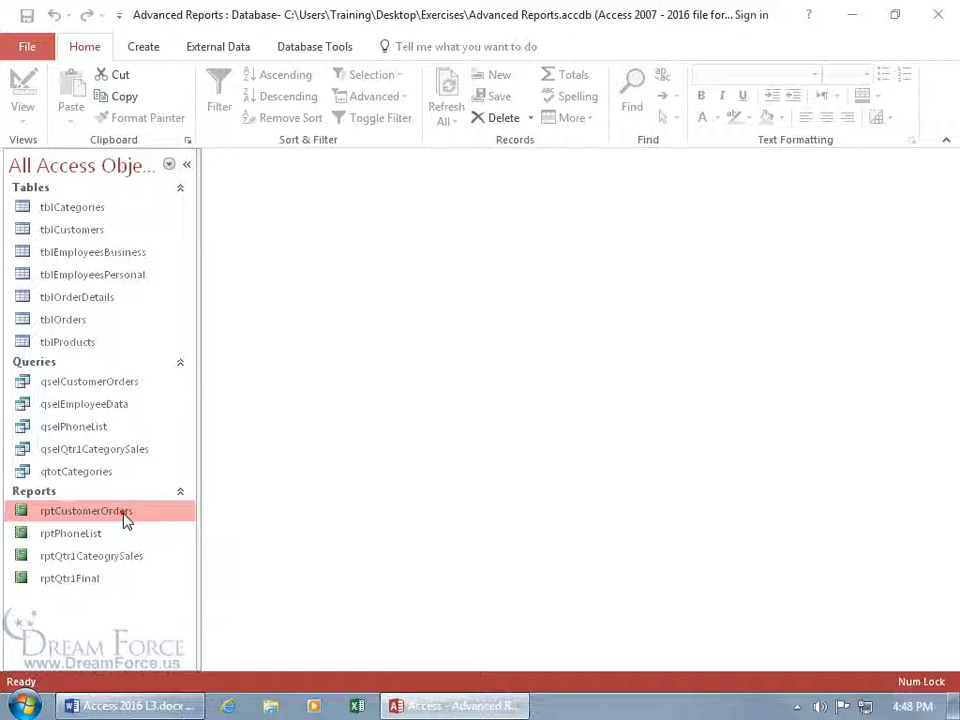 Advanced Reports : Database- C:\Users\Training\Desktop\Exercises\Advanced Reports.accdb (Access 2007 - 2016 file for... Sign in ?
File Home Create External Data Database Tools Tell me what you want to do
View
Views
Paste
Cut
Copy
Format Painter
Clipboard
Filter
Ascending
Descending
Remove Sort
Selection
Advanced
Toggle Filter
Sort & Filter
Refresh
All
New
Save
Delete
Totals
Spelling
More
Records
Find
Find
B I U
A
Text Formatting
All Access Obje...
Tables
tblCategories
tblCustomers
tblEmployeesBusiness
tblEmployeesPersonal
tblOrderDetails
tblOrders
tblProducts
Queries
qselCustomerOrders
qselEmployeeData
qselPhoneList
qselQtr1CategorySales
qtotCategories
Reports
rptCustomerOrders
rptPhoneList
rptQtr1CateogrySales
rptQtr1Final
DREAM FORCE
www.DreamForce.us
Ready
Num Lock
Access 2016 L3.docx ...
Access - Advanced R...
4:48 PM